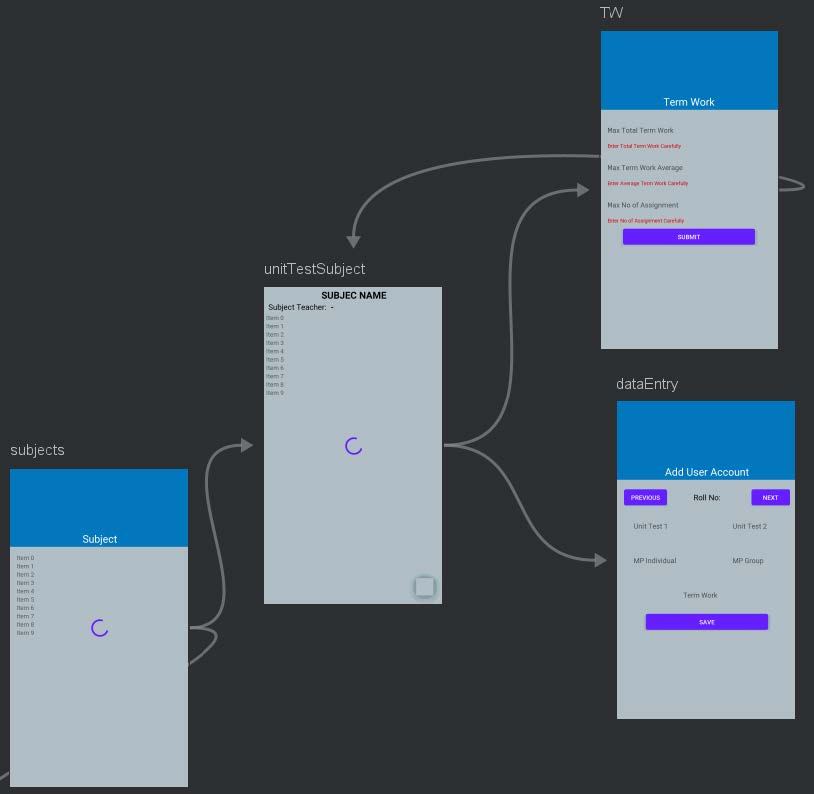 TW
Term Work
Max Total Term Work
Enter Total Term Work Carefully
Max Term Work Average
Enter Average Term Work Carefully
Max No of Assignment
Enter No of Assignement Carefully
SUBMIT
unitTestSubject
SUBJEC NAME
Subject Teacher: -
Item 0
Item 1
Item 2
Item 3
Item 4
Item 5
Item 6
Item 7
Item 8
Item 9
dataEntry
Add User Account
PREVIOUS Roll No: NEXT
Unit Test 1 Unit Test 2
MP Individual MP Group
Term Work
SAVE
subjects
Subject
Item 0
Item 1
Item 2
Item 3
Item 4
Item 5
Item 6
Item 7
Item 8
Item 9